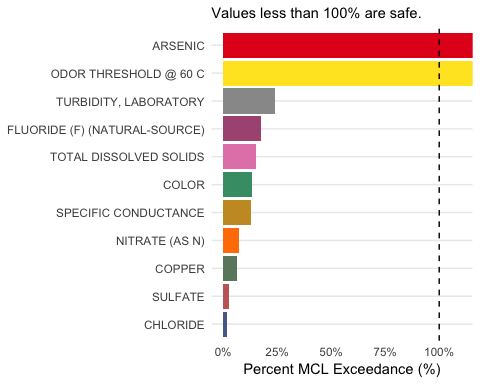 Values less than 100% are safe.
ARSENIC
ODOR THRESHOLD @ 60 C
TURBIDITY, LABORATORY
FLUORIDE (F) (NATURAL-SOURCE)
TOTAL DISSOLVED SOLIDS
COLOR
SPECIFIC CONDUCTANCE
NITRATE (AS N)
COPPER
SULFATE
CHLORIDE
0% 25% 50% 75% 100%
Percent MCL Exceedance (%)